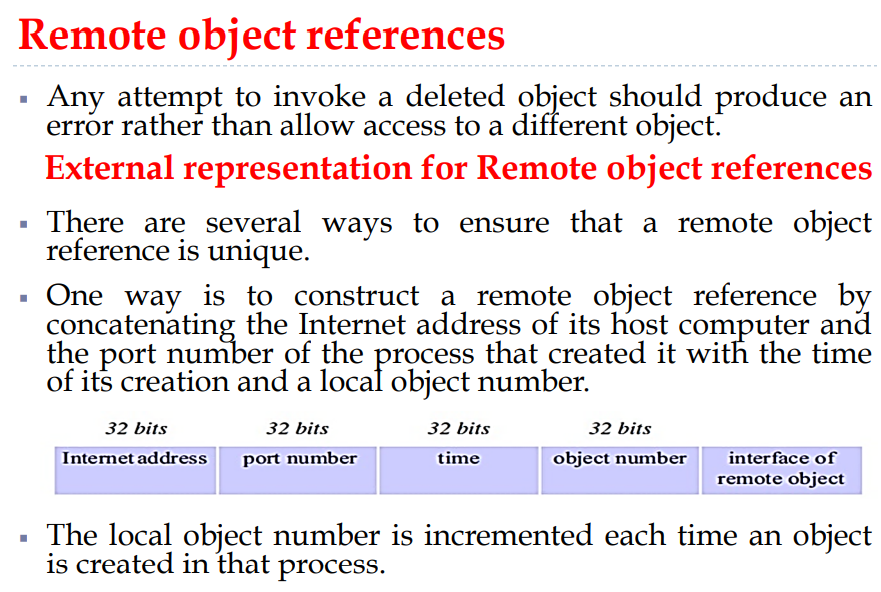 Remote object references
▪ Any attempt to invoke a deleted object should produce an
error rather than allow access to a different object.
External representation for Remote object references
▪ There are several ways to ensure that a remote object
reference is unique.
▪ One way is to construct a remote object reference by
concatenating the Internet address of its host computer and
the port number of the process that created it with the time
of its creation and a local object number.
32 bits 32 bits 32 bits 32 bits
Internet address port number time object number interface of
remote object
▪ The local object number is incremented each time an object
is created in that process.